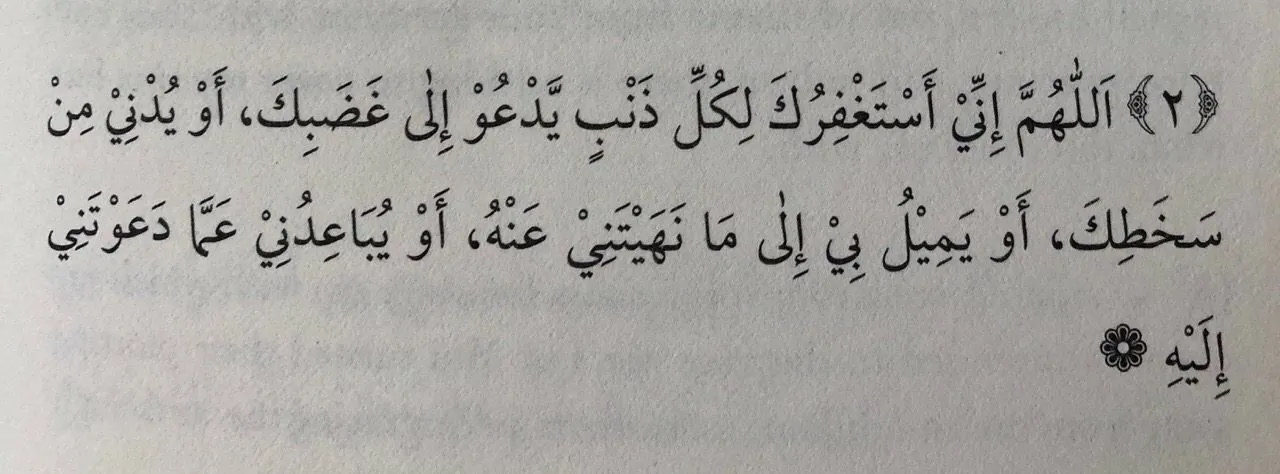 ﴿٢﴾ اَللّٰهُمَّ إِنِّيْ أَسْتَغْفِرُكَ لِكُلِّ ذَنْبٍ يَّدْعُوْ إِلٰى غَضَبِكَ، أَوْ يُدْنِيْ مِنْ
سَخَطِكَ، أَوْ يَمِيْلُ بِيْ إِلٰى مَا نَهَيْتَنِيْ عَنْهُ، أَوْ يُبَاعِدُنِيْ عَمَّا دَعَوْتَنِيْ
إِلَيْهِ ❁